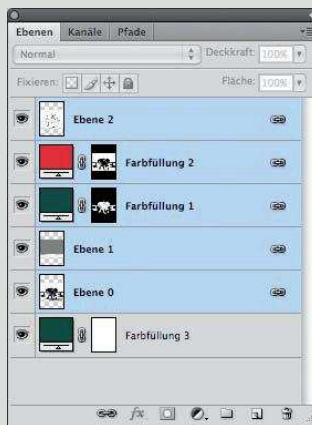 Ebenen Kanäle Pfade
Normal Deckkraft: 100%
Fixieren: Fläche: 100%
Ebene 2
Farbfüllung 2
Farbfüllung 1
Ebene 1
Ebene 0
Farbfüllung 3
fx